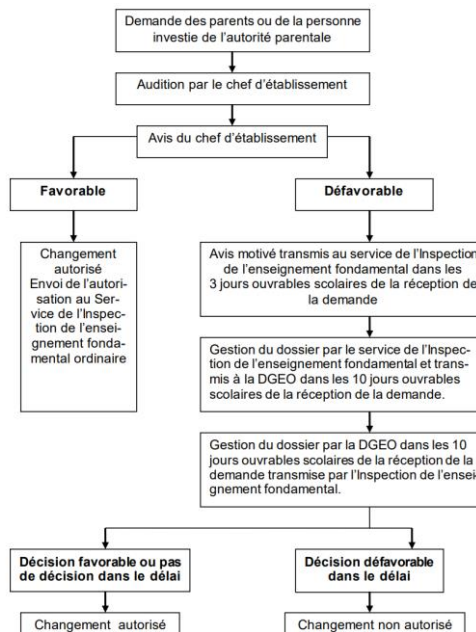 Demande des parents ou de la personne
investie de l'autorité parentale
Audition par le chef d'établissement
Avis du chef d'établissement
Favorable
Défavorable
Changement
autorisé
Envoi de l'autori-
sation au Ser-
vice de l'Inspec-
tion de l'ensei-
gnement fonda-
mental ordinaire
Avis motivé transmis au service de l'Inspection
de l'enseignement fondamental dans les
3 jours ouvrables scolaires de la réception de
la demande
Gestion du dossier par le service de l'Inspec-
tion de l'enseignement fondamental et trans-
mis à la DGEO dans les 10 jours ouvrables
scolaires de la réception de la demande.
Gestion du dossier par la DGEO dans les 10
jours ouvrables scolaires de la réception de la
demande transmise par l'Inspection de l'ensei-
gnement fondamental.
Décision favorable ou pas
de décision dans le délai
Décision défavorable
dans le délai
Changement autorisé
Changement non autorisé